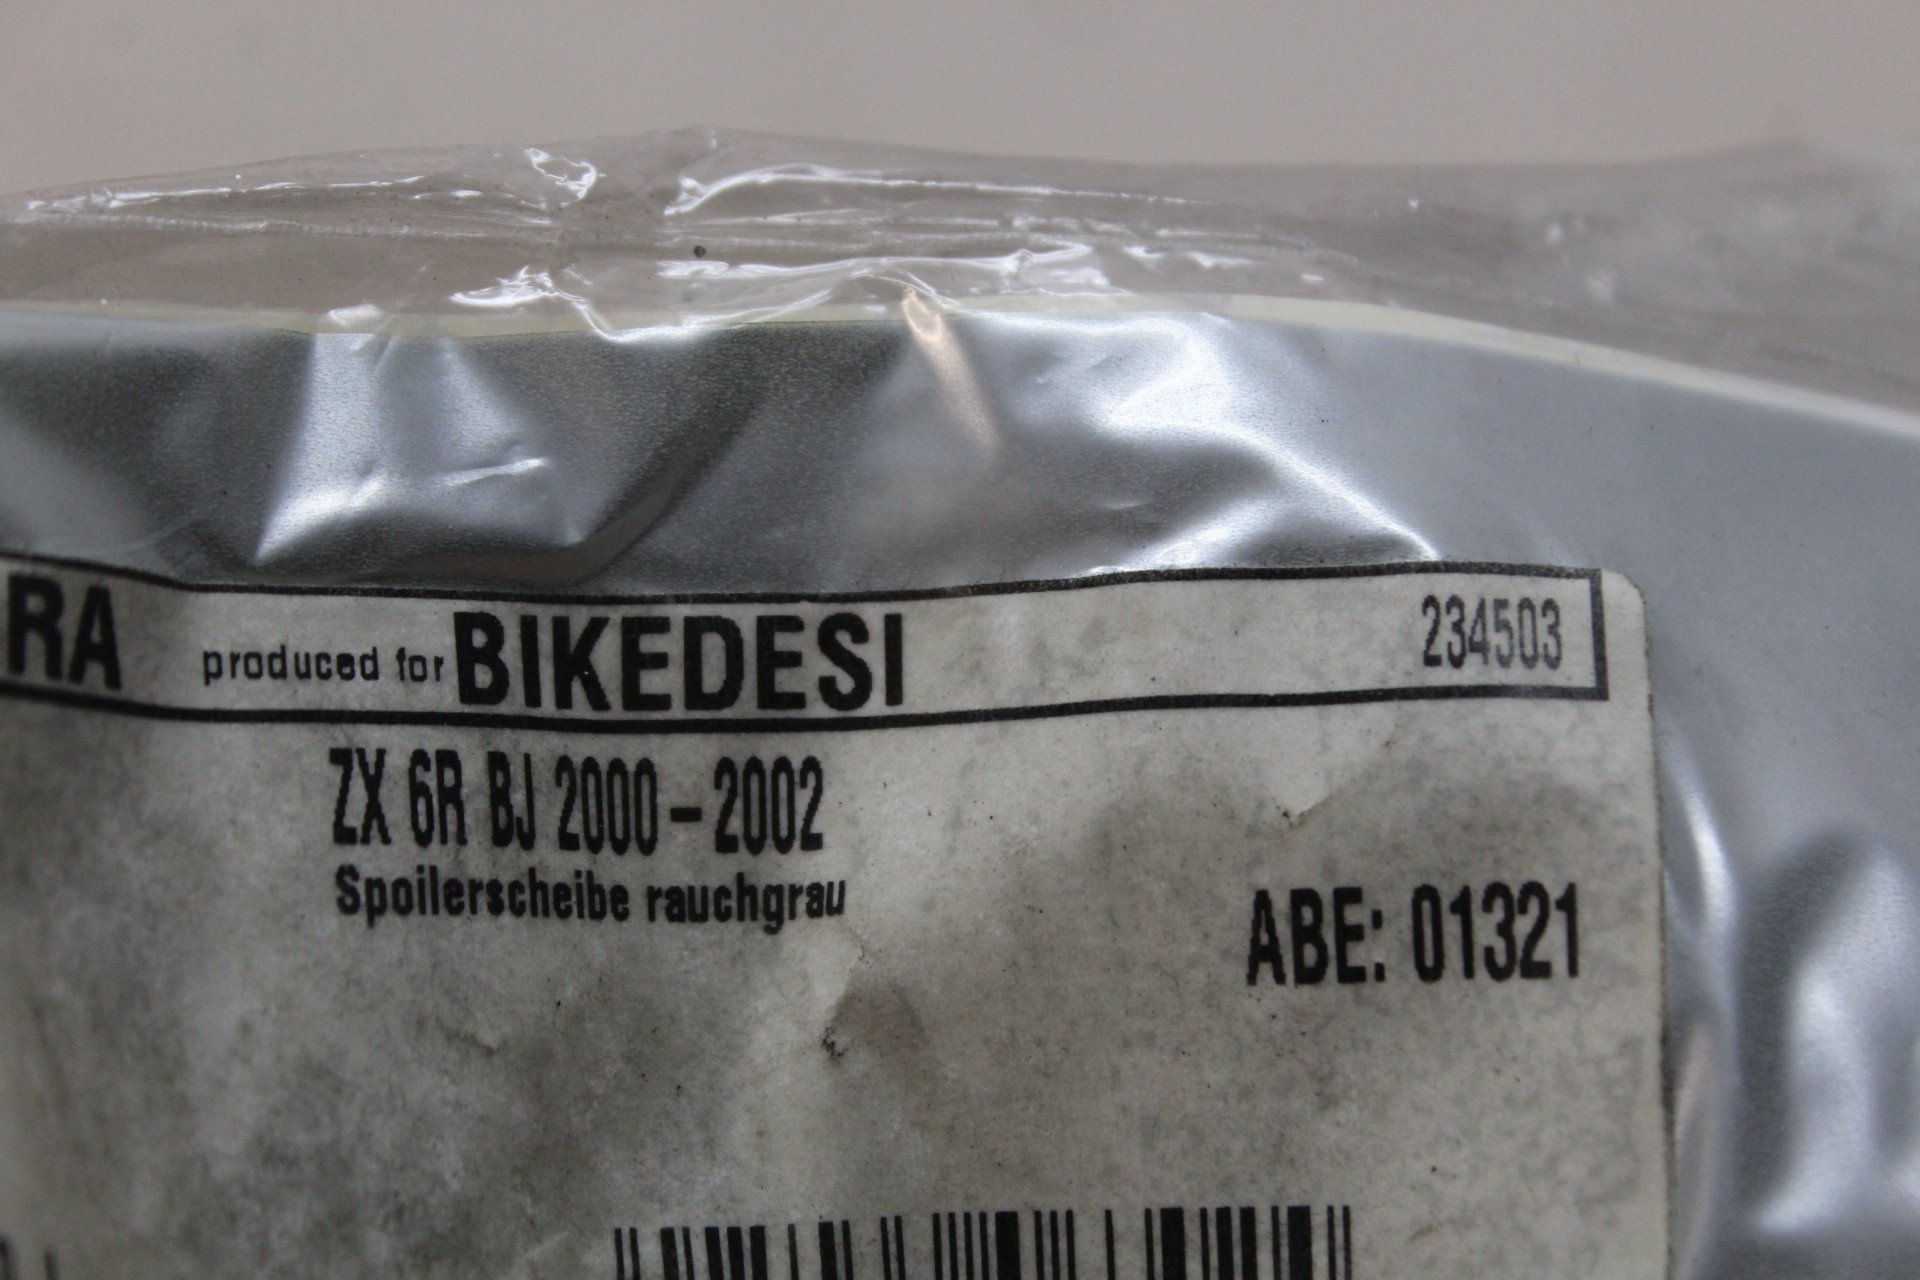 RA produced for BIKEDESI 234503
ZX 6R BJ 2000-2002
Spoilerscheibe rauchgrau
ABE: 01321